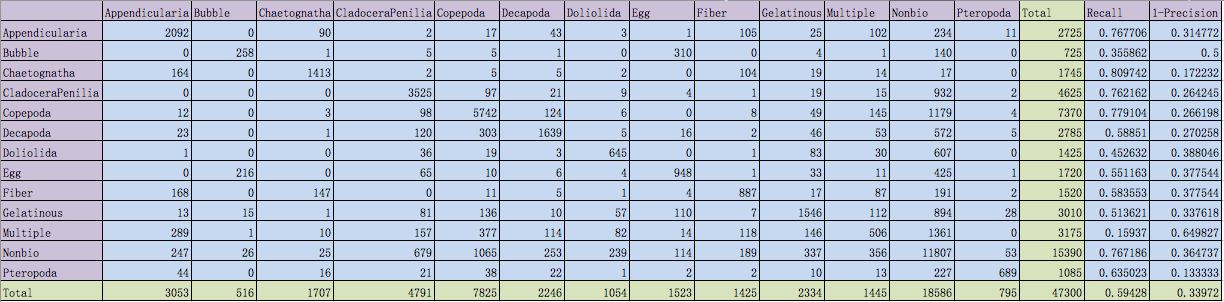 Appendicularia Bubble Chaetognatha CladoceraPenilia Copepoda Decapoda Doliolida Egg Fiber Gelatinous Multiple Nonbio Pteropoda Total Recall 1-Precision
Appendicularia 2092 0 90 2 17 43 3 1 105 25 102 234 11 2725 0.767706 0.314772
Bubble 0 258 1 5 5 1 0 310 0 4 1 140 0 725 0.355862 0.5
Chaetognatha 164 0 1413 2 5 5 2 0 104 19 14 17 0 1745 0.809742 0.172232
CladoceraPenilia 0 0 0 3525 97 21 9 4 1 19 15 932 2 4625 0.762162 0.264245
Copepoda 12 0 3 98 5742 124 6 0 8 49 145 1179 4 7370 0.779104 0.266198
Decapoda 23 0 1 120 303 1639 5 16 2 46 53 572 5 2785 0.58851 0.270258
Doliolida 1 0 0 36 19 3 645 0 1 83 30 607 0 1425 0.452632 0.388046
Egg 0 216 0 65 10 6 4 948 1 33 11 425 1 1720 0.551163 0.377544
Fiber 168 0 147 0 11 5 1 4 887 17 87 191 2 1520 0.583553 0.377544
Gelatinous 13 15 1 81 136 10 57 110 7 1546 112 894 28 3010 0.513621 0.337618
Multiple 289 1 10 157 377 114 82 14 118 146 506 1361 0 3175 0.15937 0.649827
Nonbio 247 26 25 679 1065 253 239 114 189 337 356 11807 53 15390 0.767186 0.364737
Pteropoda 44 0 16 21 38 22 1 2 2 10 13 227 689 1085 0.635023 0.133333
Total 3053 516 1707 4791 7825 2246 1054 1523 1425 2334 1445 18586 795 47300 0.59428 0.33972